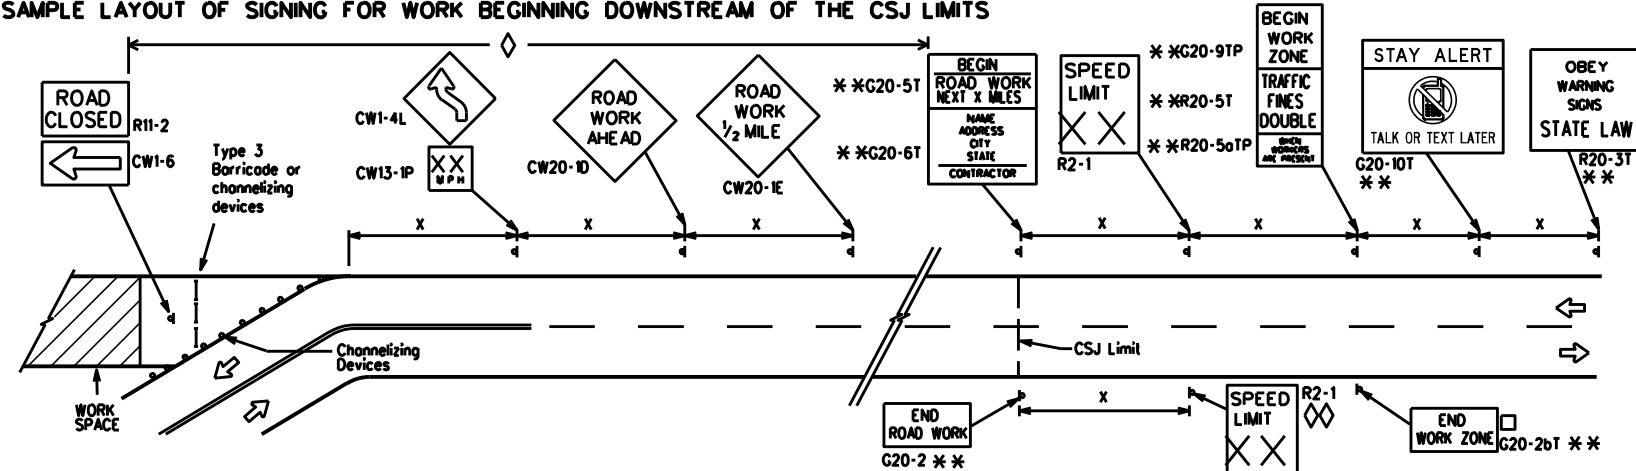 SAMPLE LAYOUT OF SIGNING FOR WORK BEGINNING DOWNSTREAM OF THE CSJ LIMITS
ROAD
CLOSED
R11-2
CW1-6
Type 3
Barricade or
channelizing
devices
CW1-4L
CW13-1P
XX
MPH
ROAD
WORK
AHEAD
CW20-1D
ROAD
WORK
1/2 MILE
CW20-1E
* *G20-5T
* *G20-6T
BEGIN
ROAD WORK
NEXT X MILES
NAME
ADDRESS
CITY
STATE
CONTRACTOR
SPEED
LIMIT
X X
R2-1
* *G20-9TP
* *R20-5T
* *R20-5aTP
BEGIN
WORK
ZONE
TRAFFIC
FINES
DOUBLE
WHEN
WORKERS
ARE PRESENT
STAY ALERT
TALK OR TEXT LATER
G20-10T
* *
OBEY
WARNING
SIGNS
STATE LAW
R20-3T
* *
X
X
X
X
X
X
Channelizing
Devices
WORK
SPACE
CSJ Limit
X
END
ROAD WORK
G20-2 * *
SPEED
LIMIT
X X
R2-1
END
WORK ZONE
G20-2bT * *